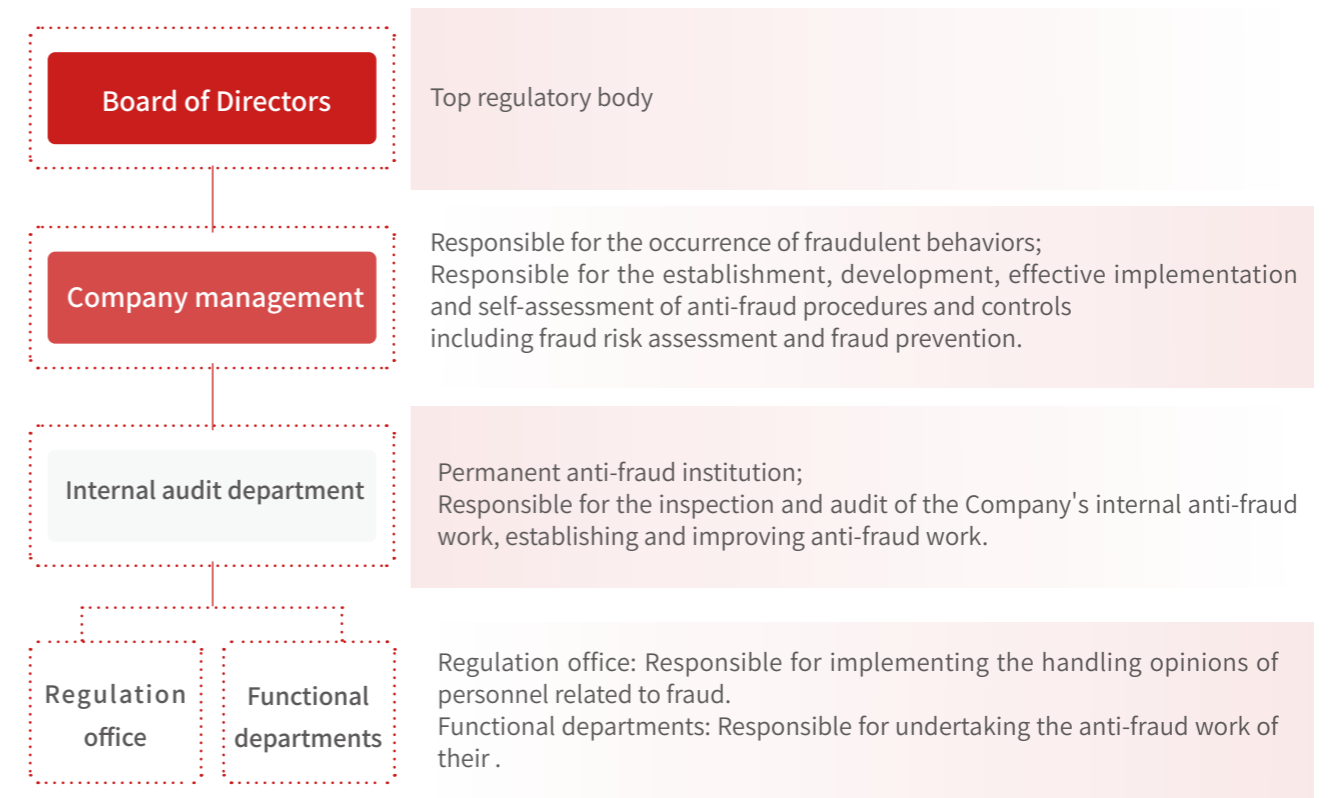 Board of Directors
Top regulatory body
Company management
Responsible for the occurrence of fraudulent behaviors;
Responsible for the establishment, development, effective implementation
and self-assessment of anti-fraud procedures and controls
including fraud risk assessment and fraud prevention.
Internal audit department
Permanent anti-fraud institution;
Responsible for the inspection and audit of the Company's internal anti-fraud
work, establishing and improving anti-fraud work.
Regulation
office
Functional
departments
Regulation office: Responsible for implementing the handling opinions of
personnel related to fraud.
Functional departments: Responsible for undertaking the anti-fraud work of
their .